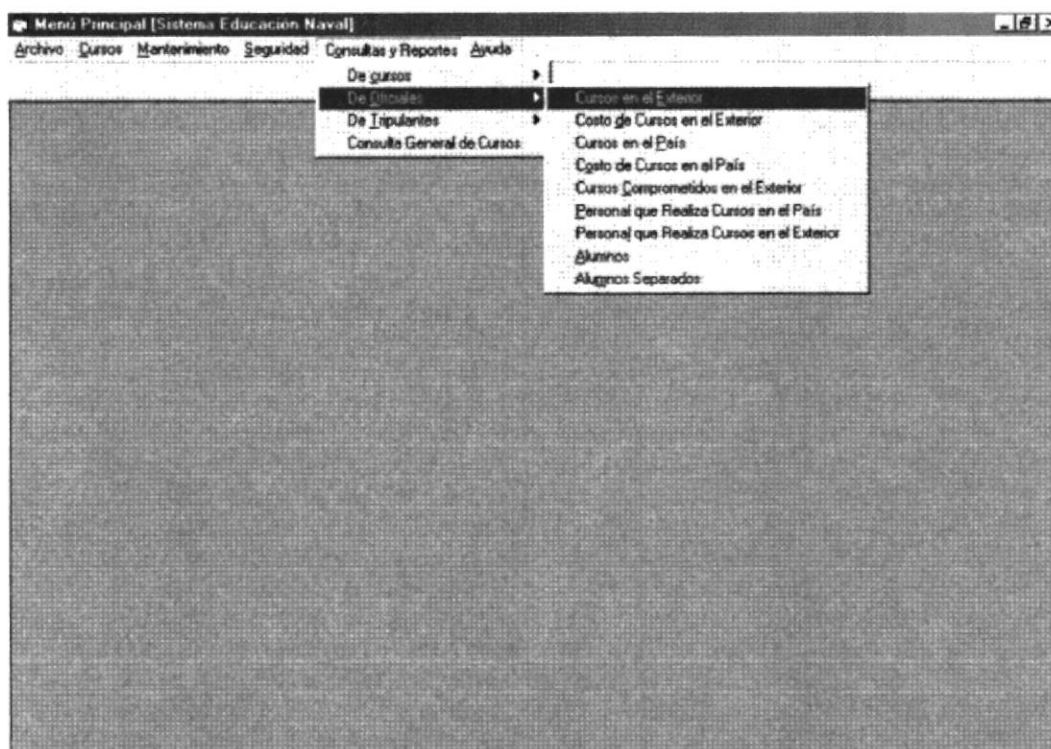 Menú Principal [Sistema Educación Naval]
Archivo Cursos Mantenimiento Seguridad Consultas y Reportes Ayuda
De cursos
De Oficiales
De Tripulantes
Consulta General de Cursos
Cursos en el Exterior
Costo de Cursos en el Exterior
Cursos en el País
Costo de Cursos en el País
Cursos Comprometidos en el Exterior
Personal que Realiza Cursos en el País
Personal que Realiza Cursos en el Exterior
Alumnos
Alumnos Separados